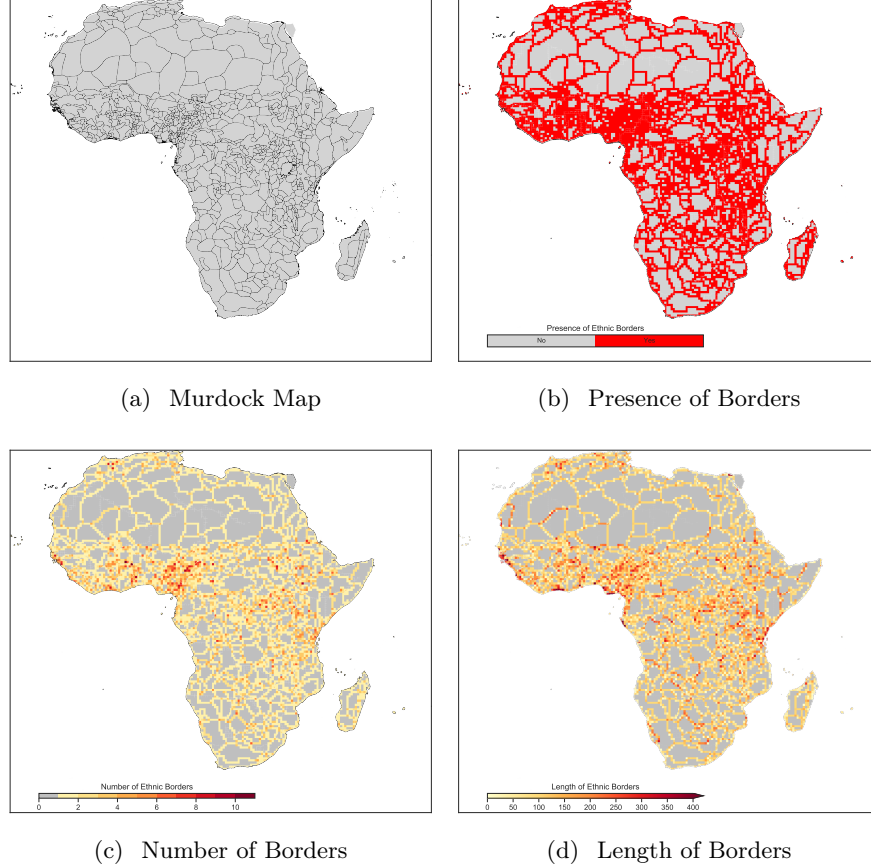 (a) Murdock Map
Presence of Ethnic Borders
No Yes
(b) Presence of Borders
Number of Ethnic Borders
0 2 4 6 8 10
(c) Number of Borders
Length of Ethnic Borders
0 50 100 150 200 250 300 350 400
(d) Length of Borders